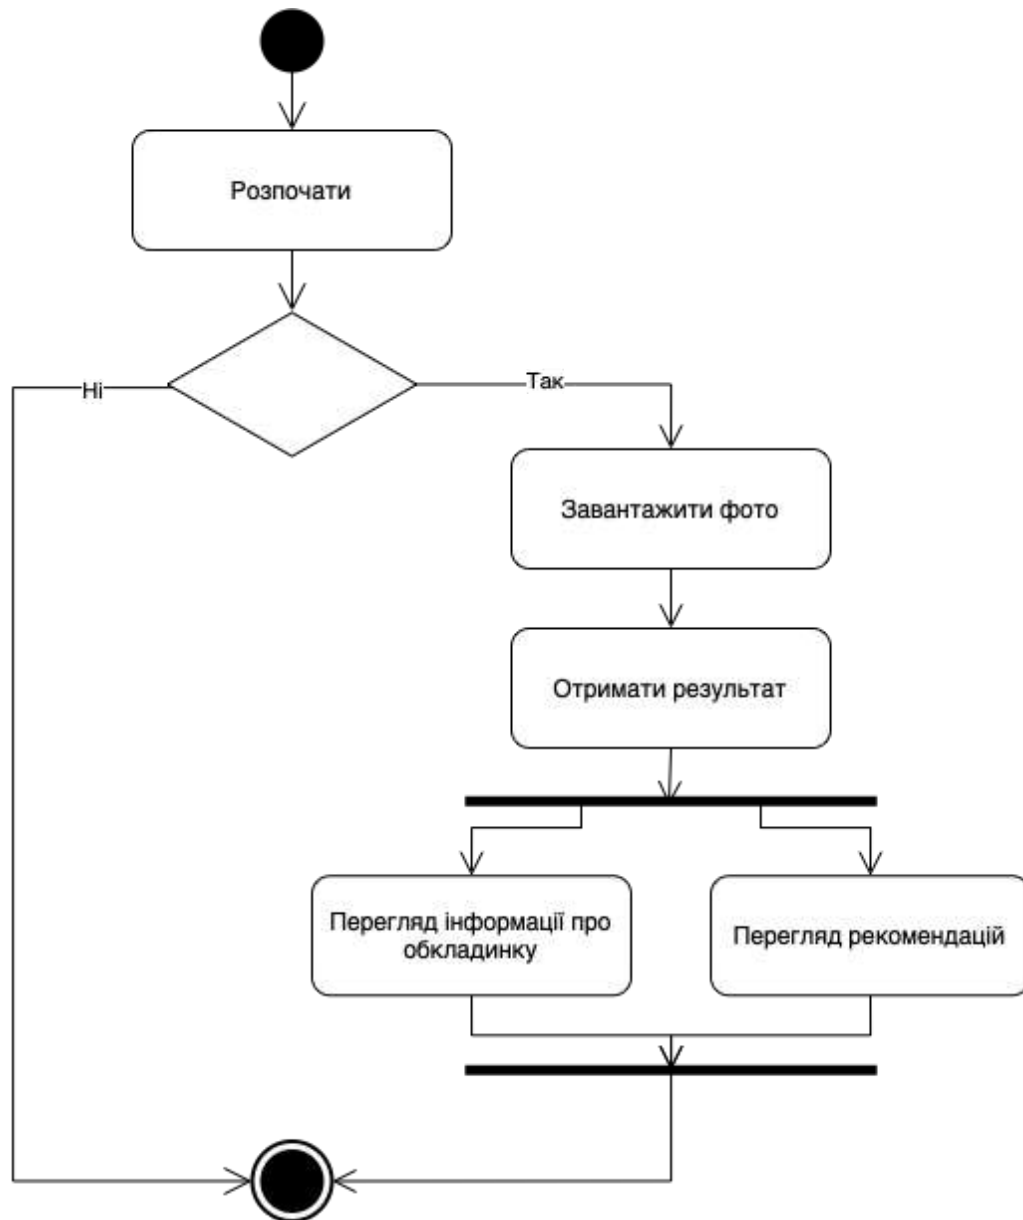 Розпочати
Ні
Так
Завантажити фото
Отримати результат
Перегляд інформації про
обкладинку
Перегляд рекомендацій